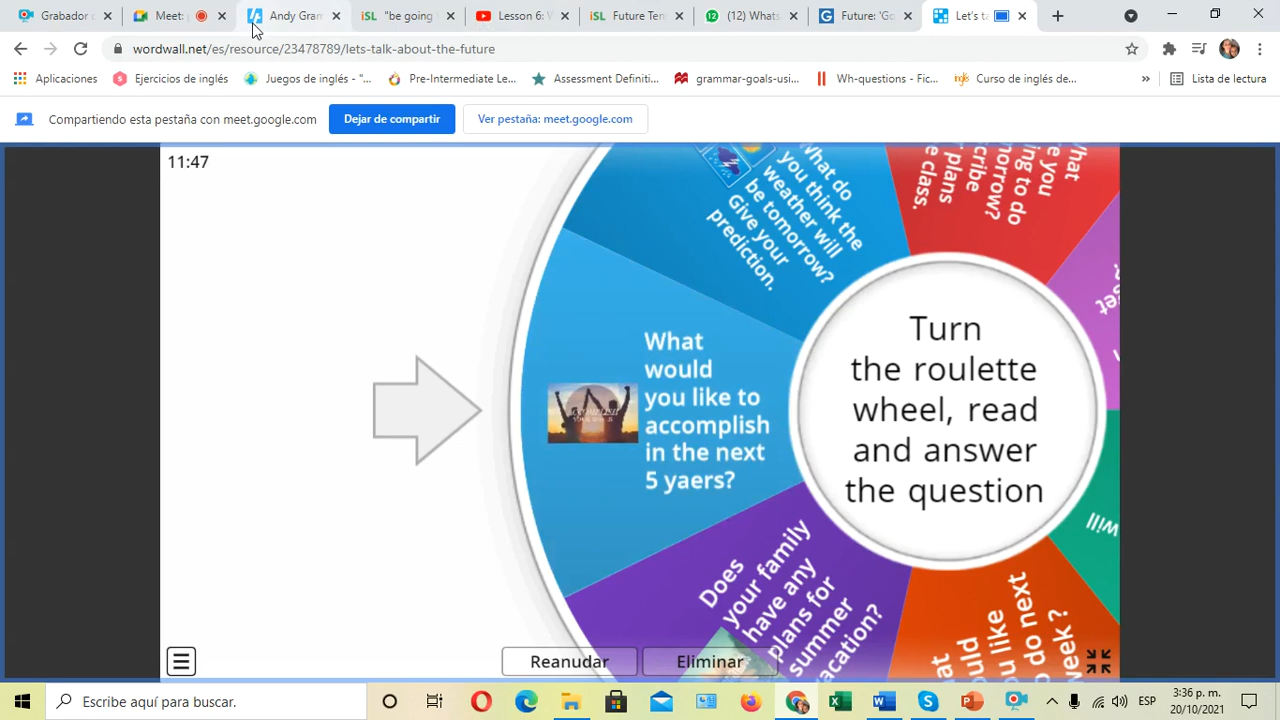 Grabador d
Meet:
Andy Gram
"be going t
Lesson 6: W
Future Ten
(12) Whats
Future: 'Go
Let's ta
wordwall.net/es/resource/23478789/lets-talk-about-the-future
Aplicaciones
Ejercicios de inglés
Juegos de inglés - "...
Pre-Intermediate Le...
Assessment Definiti...
grammar-goals-usi...
Wh-questions - Fic...
Curso de inglés de...
»
Lista de lectura
Compartiendo esta pestaña con meet.google.com
Dejar de compartir
Ver pestaña: meet.google.com
11:47
What do
you think the
weather will
be tomorrow?
Give your
prediction.
What
would
you like to
accomplish
in the next
5 yaers?
Does
your family
have any
plans for
summer
vacation?
Turn
the roulette
wheel, read
and answer
the question
will
do next
week ?
Reanudar
Eliminar
Escribe aquí para buscar.
ESP
3:36 p. m.
20/10/2021